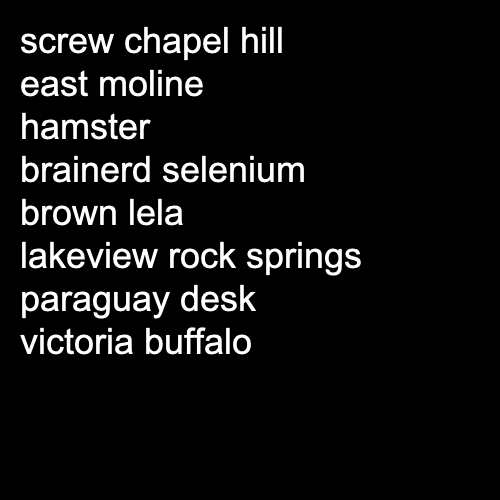 screw chapel hill
east moline
hamster
brainerd selenium
brown lela
lakeview rock springs
paraguay desk
victoria buffalo